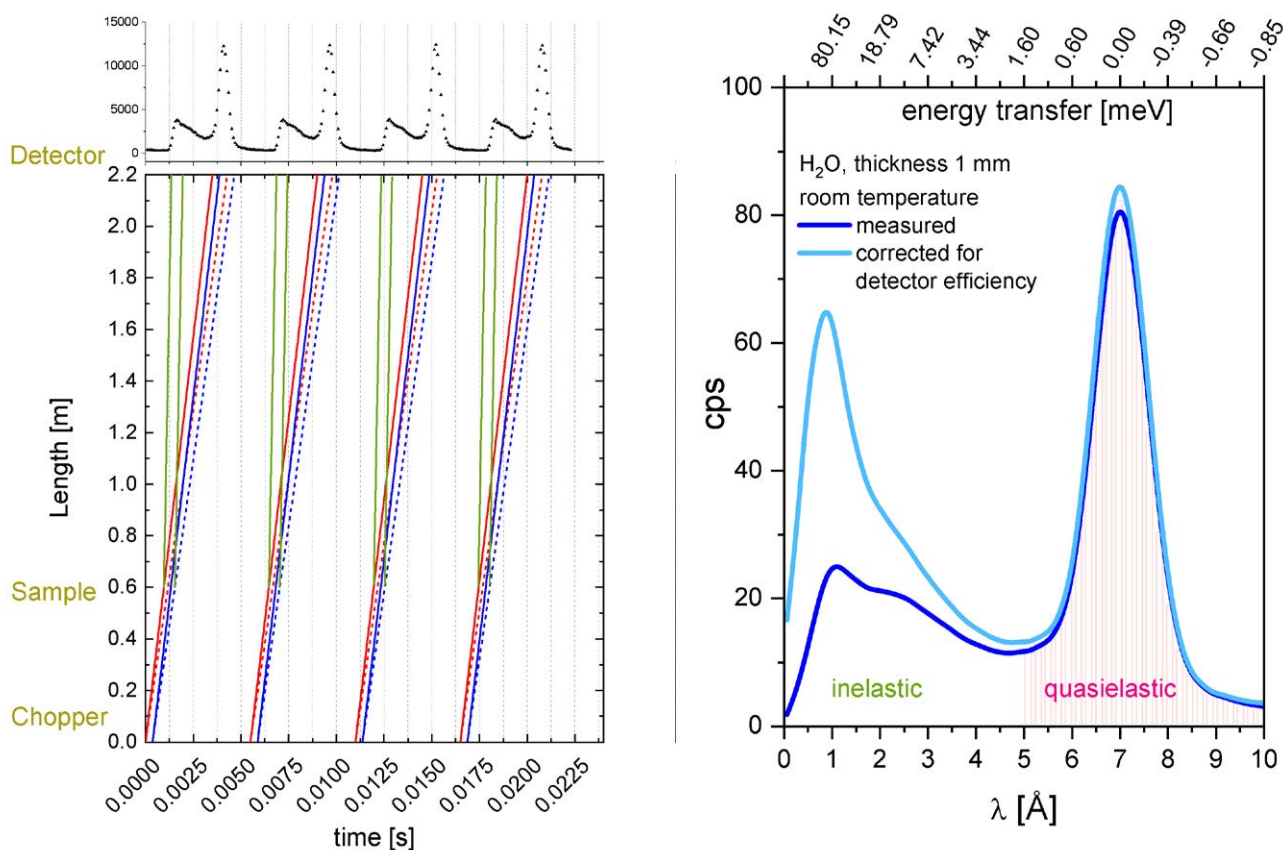 15000
10000
5000
0
Detector
2.2
2.0
1.8
1.6
1.4
1.2
1.0
0.8
0.6
0.4
0.2
0.0
Length [m]
Sample
Chopper
0.0000
0.0025
0.0050
0.0075
0.0100
0.0125
0.0150
0.0175
0.0200
0.0225
time [s]
80.15
18.79
7.42
3.44
1.60
0.60
0.00
-0.39
-0.66
-0.85
energy transfer [meV]
H₂O, thickness 1 mm
room temperature
measured
corrected for
detector efficiency
100
80
60
40
20
0
cps
inelastic
quasielastic
0 1 2 3 4 5 6 7 8 9 10
λ [Å]